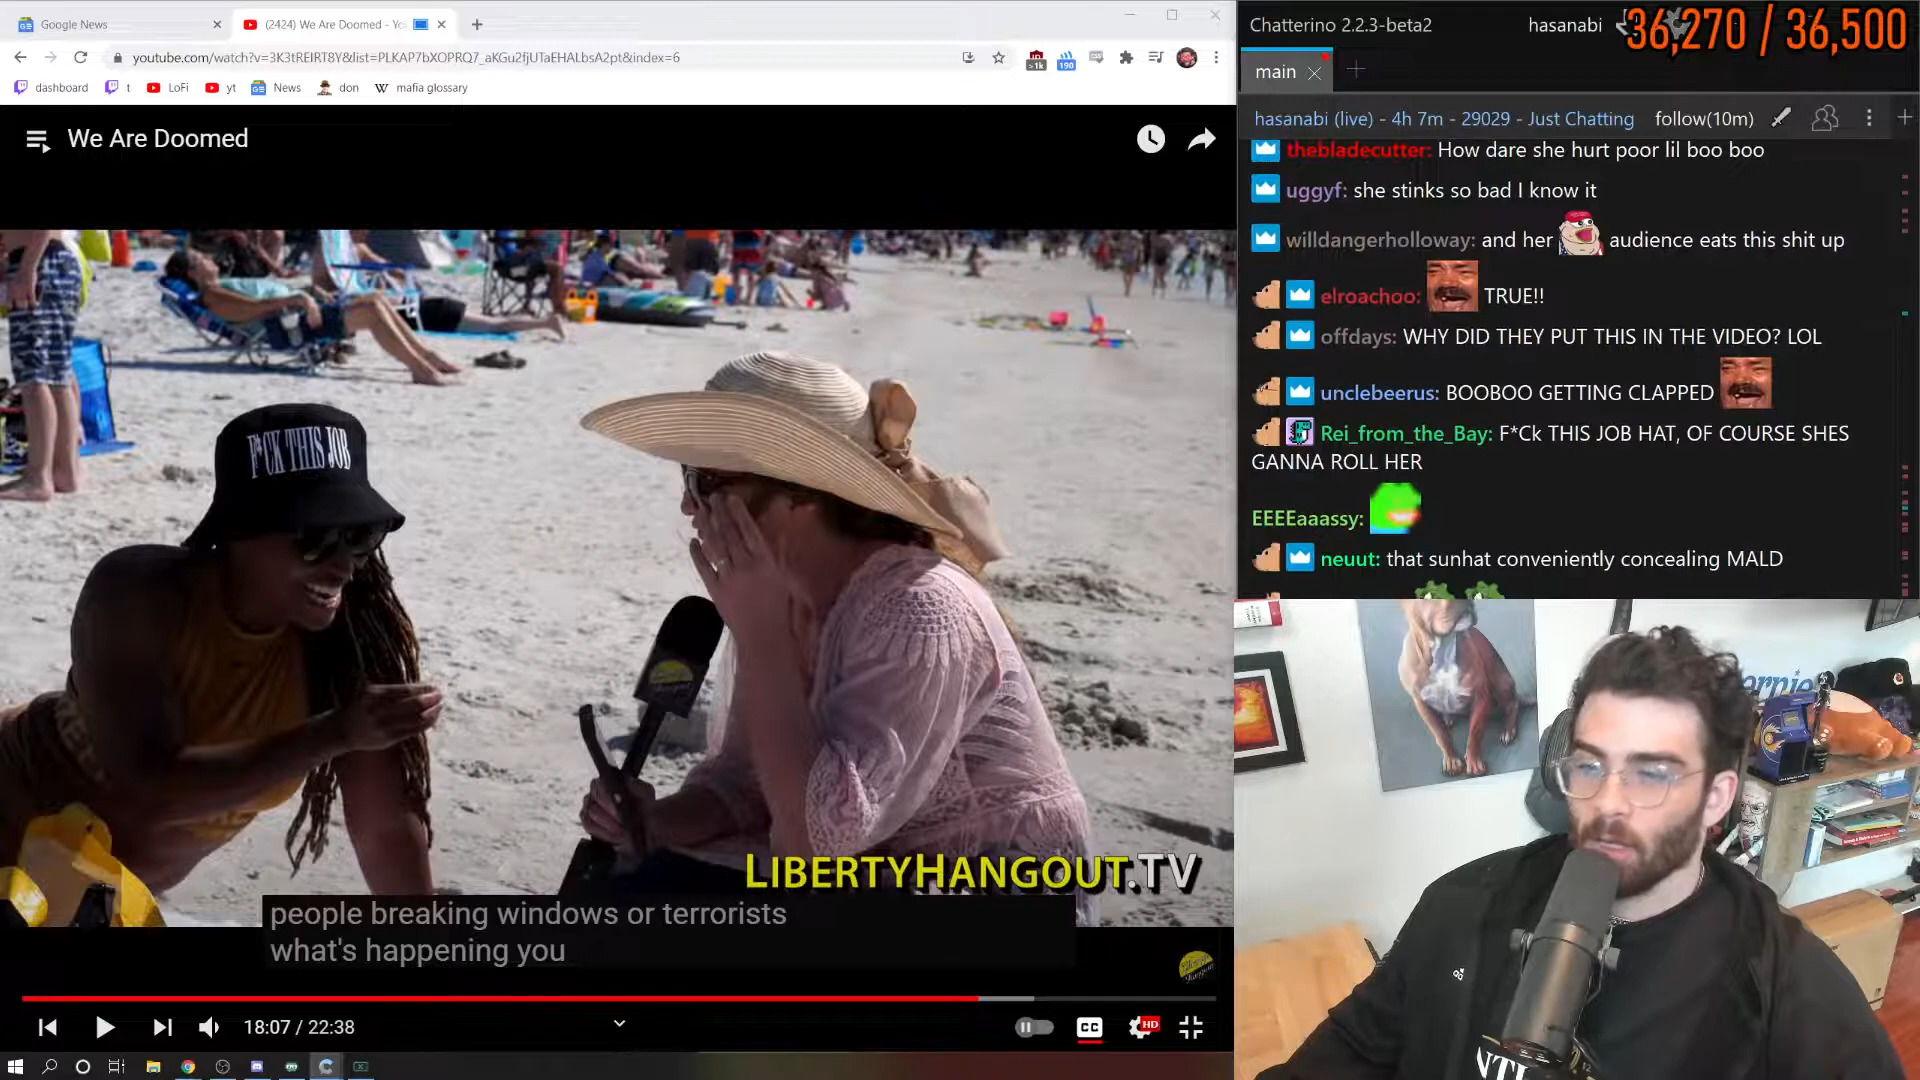 Google News
(2424) We Are Doomed - Yo
youtube.com/watch?v=3K3tREIRT8Y&list=PLKAP7bXOPRQ7_aKGu2fjUTaEHALbsA2pt&index=6
>1k
190
dashboard
t
LoFi
yt
News
don
mafia glossary
We Are Doomed
F*CK THIS JOB
LIBERTYHANGOUT.TV
people breaking windows or terrorists
what's happening you
18:07 / 22:38
CC
HD
Chatterino 2.2.3-beta2
hasanabi
36,270 / 36,500
main
hasanabi (live) - 4h 7m - 29029 - Just Chatting
follow(10m)
thebladecutter: How dare she hurt poor lil boo boo
uggyf: she stinks so bad I know it
willdangerholloway: and her audience eats this shit up
elroachoo: TRUE!!
offdays: WHY DID THEY PUT THIS IN THE VIDEO? LOL
unclebeerus: BOOBOO GETTING CLAPPED
Rei_from_the_Bay: F*Ck THIS JOB HAT, OF COURSE SHES
GANNA ROLL HER
EEEEaaassy:
neuut: that sunhat conveniently concealing MALD
ernie